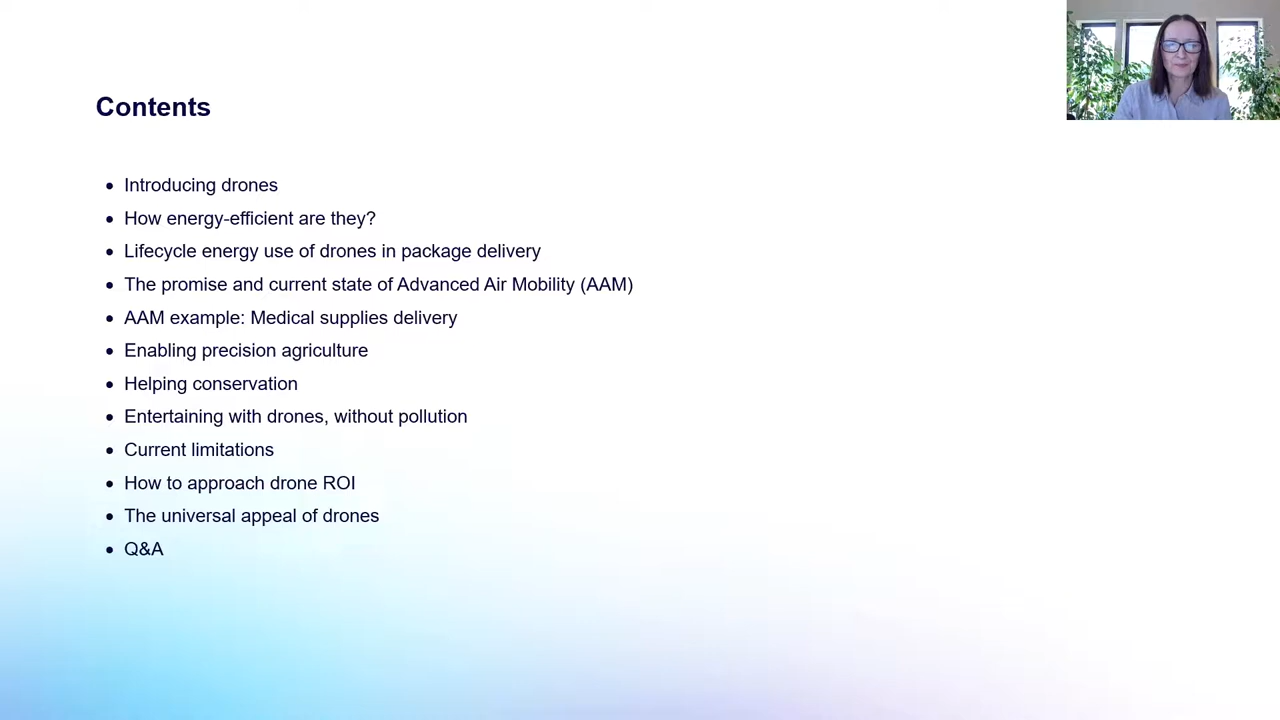 Contents
Introducing drones
How energy-efficient are they?
Lifecycle energy use of drones in package delivery
The promise and current state of Advanced Air Mobility (AAM)
AAM example: Medical supplies delivery
Enabling precision agriculture
Helping conservation
Entertaining with drones, without pollution
Current limitations
How to approach drone ROI
The universal appeal of drones
Q&A